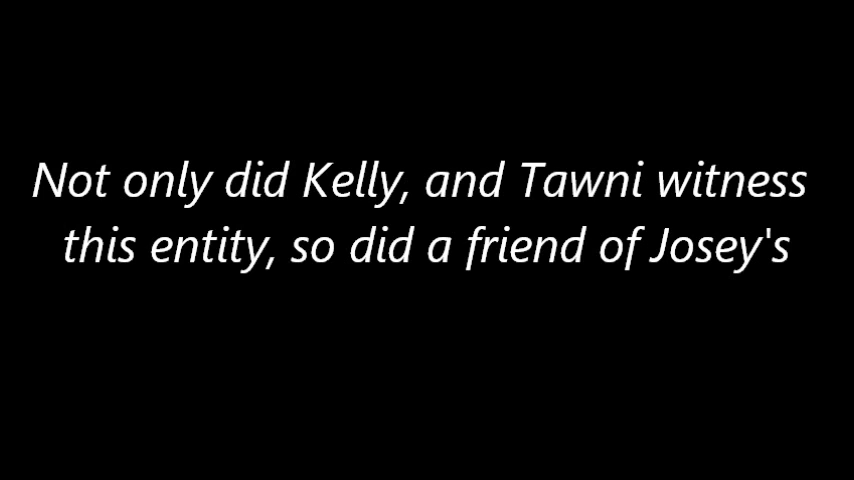 Not only did Kelly, and Tawni witness
this entity, so did a friend of Josey's